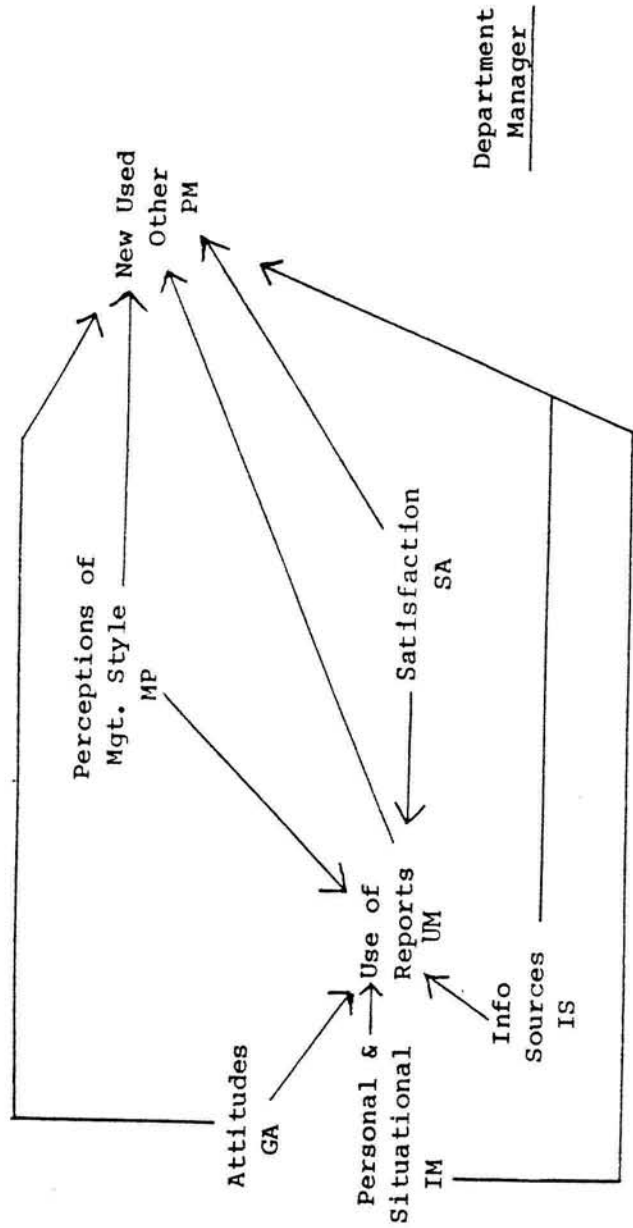 Perceptions of
Mgt. Style
MP
New Used
Other
PM
Attitudes
GA
Personal &
Situational
IM
Use of
Reports
UM
Satisfaction
SA
Info
Sources
IS
Department
Manager